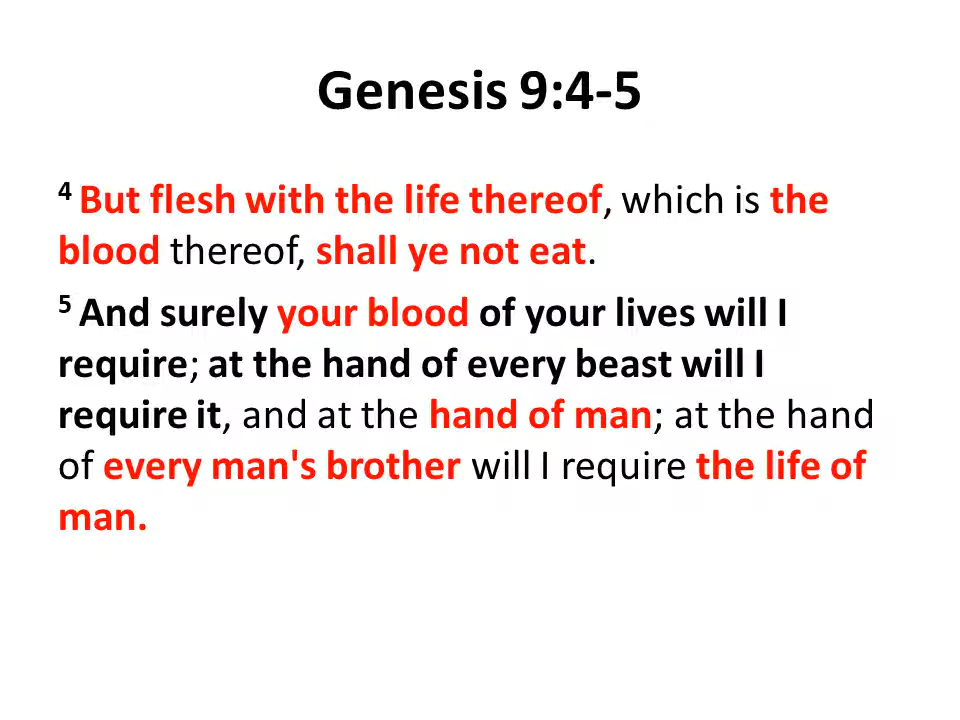 Genesis 9:4-5
4 But flesh with the life thereof, which is the
blood thereof, shall ye not eat.
5 And surely your blood of your lives will I
require; at the hand of every beast will I
require it, and at the hand of man; at the hand
of every man's brother will I require the life of
man.